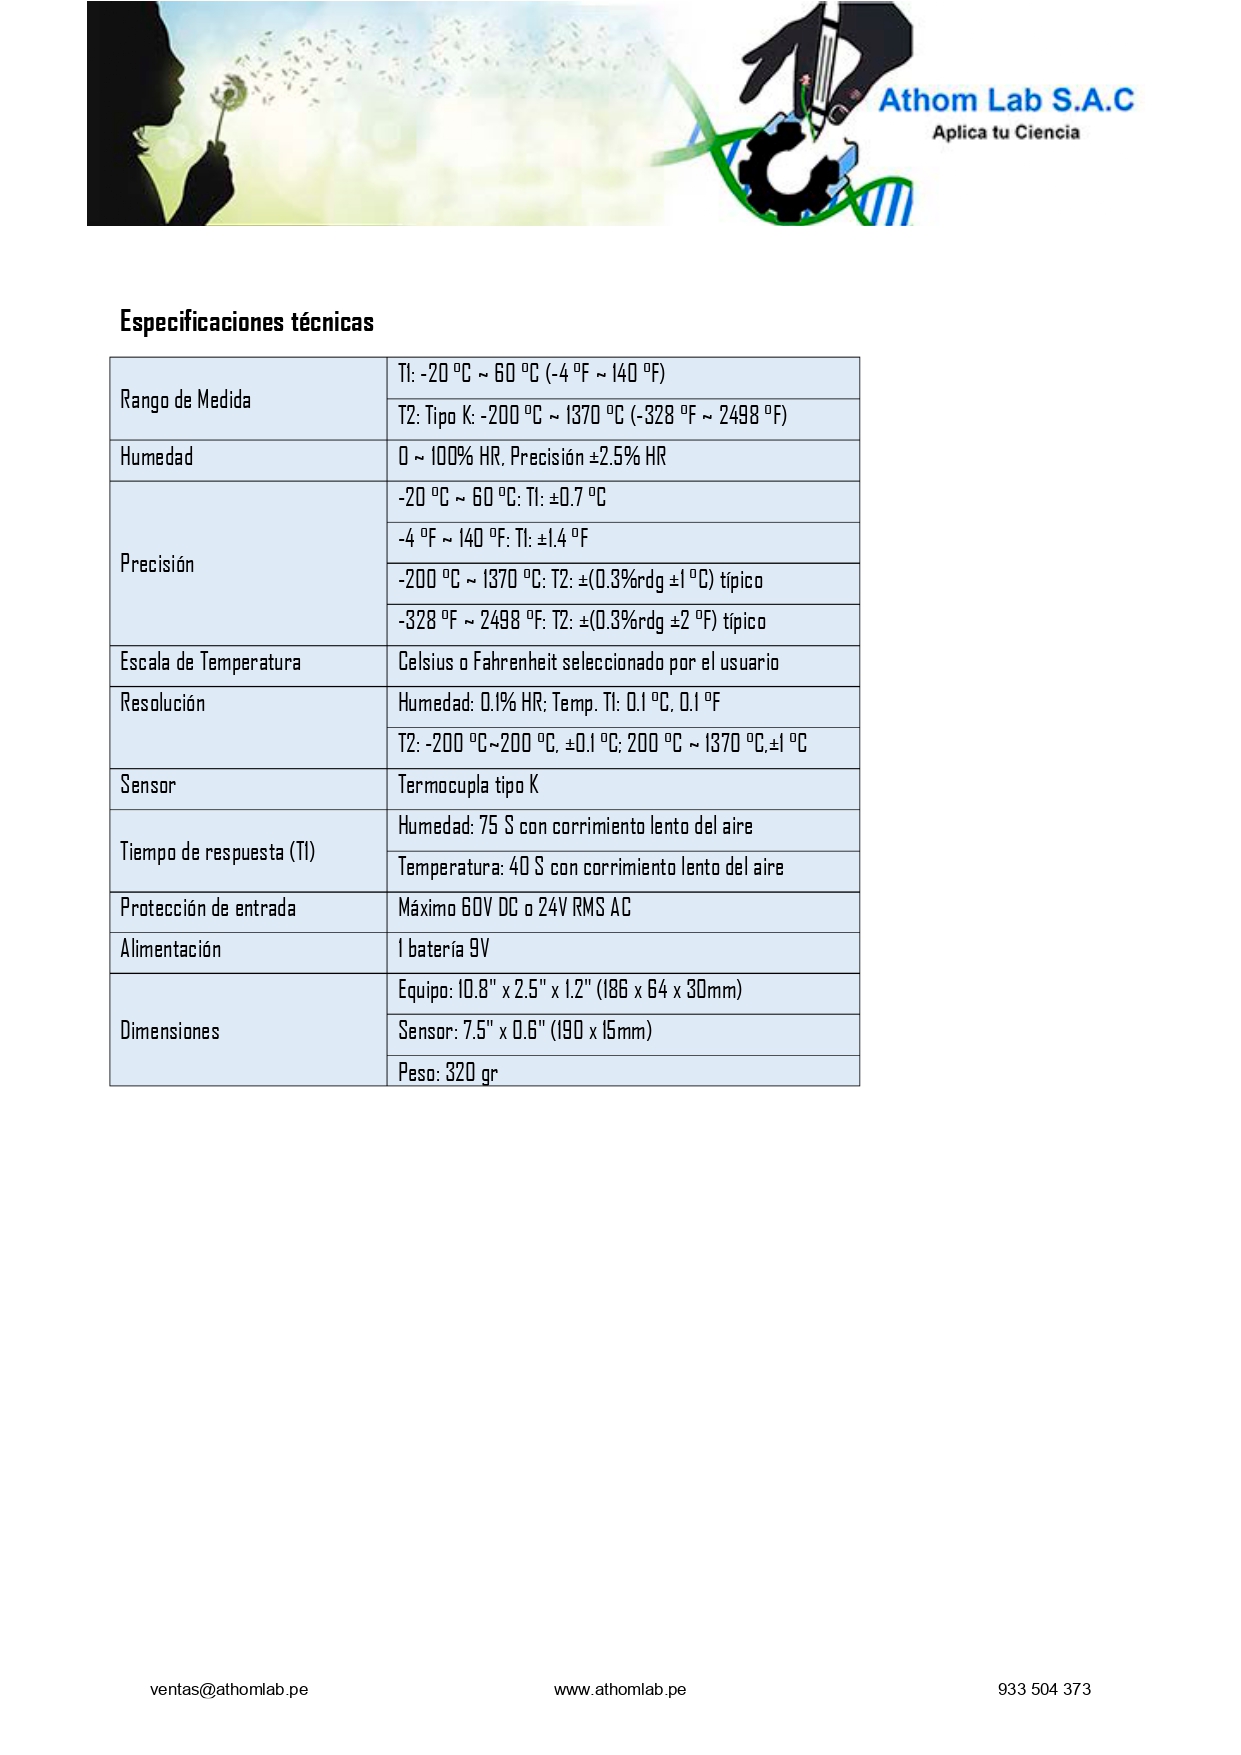 Athom Lab S.A.C
Aplica tu Ciencia
Especificaciones técnicas
Rango de Medida
T1: -20 ºC ~ 60 ºC (-4 ºF ~ 140 ºF)
T2: Tipo K: -200 ºC ~ 1370 ºC (-328 ºF ~ 2498 ºF)
Humedad
0 ~ 100% HR, Precisión ±2.5% HR
Precisión
-20 ºC ~ 60 ºC: T1: ±0.7 ºC
-4 ºF ~ 140 ºF: T1: ±1.4 ºF
-200 ºC ~ 1370 ºC: T2: ±(0.3%rdg ±1 ºC) típico
-328 ºF ~ 2498 ºF: T2: ±(0.3%rdg ±2 ºF) típico
Escala de Temperatura
Celsius o Fahrenheit seleccionado por el usuario
Resolución
Humedad: 0.1% HR; Temp. T1: 0.1 ºC, 0.1 ºF
T2: -200 ºC~200 ºC, ±0.1 ºC; 200 ºC ~ 1370 ºC,±1 ºC
Sensor
Termocupla tipo K
Tiempo de respuesta (T1)
Humedad: 75 S con corrimiento lento del aire
Temperatura: 40 S con corrimiento lento del aire
Protección de entrada
Máximo 60V DC o 24V RMS AC
Alimentación
1 batería 9V
Dimensiones
Equipo: 10.8" x 2.5" x 1.2" (186 x 64 x 30mm)
Sensor: 7.5" x 0.6" (190 x 15mm)
Peso: 320 gr
ventas@athomlab.pe
www.athomlab.pe
933 504 373